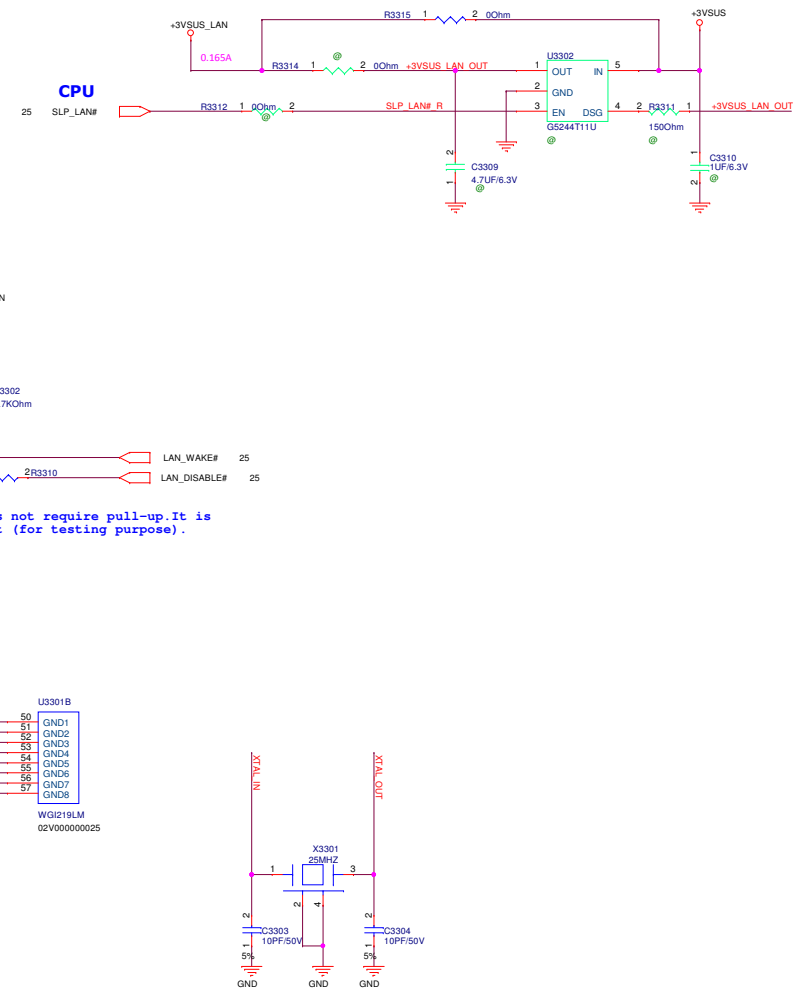 R3315 1 2 0Ohm
+3VSUS_LAN
+3VSUS
0.165A
@
U3302
R3314 1 2 0Ohm +3VSUS_LAN_OUT 1 OUT IN 5
CPU
2 GND
25 SLP_LAN# R3312 1 0Ohm 2 SLP_LAN#_R 3 EN DSG 4 2 R3311 1 +3VSUS_LAN_OUT
@
G5244T11U 150Ohm
@ @
2 1
C3309 C3310
4.7UF/6.3V 1UF/6.3V
@ @
1 2
N
3302
7KOhm
LAN_WAKE# 25
2 R3310 LAN_DISABLE# 25
s not require pull-up.It is
t (for testing purpose).
U3301B
50 GND1
51 GND2
52 GND3
53 GND4
54 GND5
55 GND6
56 GND7
57 GND8
WGI219LM
02V000000025
XTAL_IN XTAL_OUT
X3301
25MHZ
1 3
2 4
2 2
C3303 C3304
10PF/50V 10PF/50V
1 1
5% 5%
GND GND GND